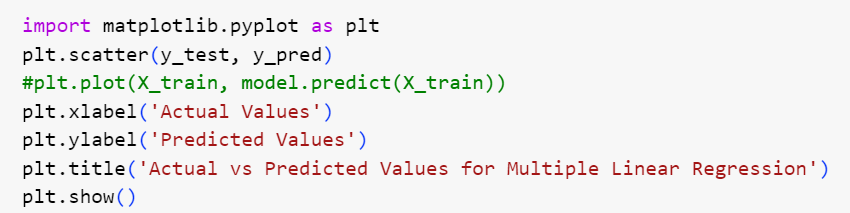 import matplotlib.pyplot as plt
plt.scatter(y_test, y_pred)
#plt.plot(X_train, model.predict(X_train))
plt.xlabel('Actual Values')
plt.ylabel('Predicted Values')
plt.title('Actual vs Predicted Values for Multiple Linear Regression')
plt.show()